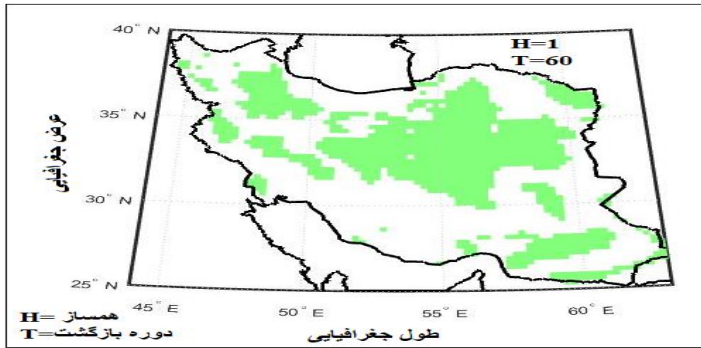 40° N
H=1
T=60
35° N
عرض جغرافیایی
30° N
25° N
45° E
50° E
55° E
60° E
H= همساز
T=دوره بازگشت
طول جغرافیایی